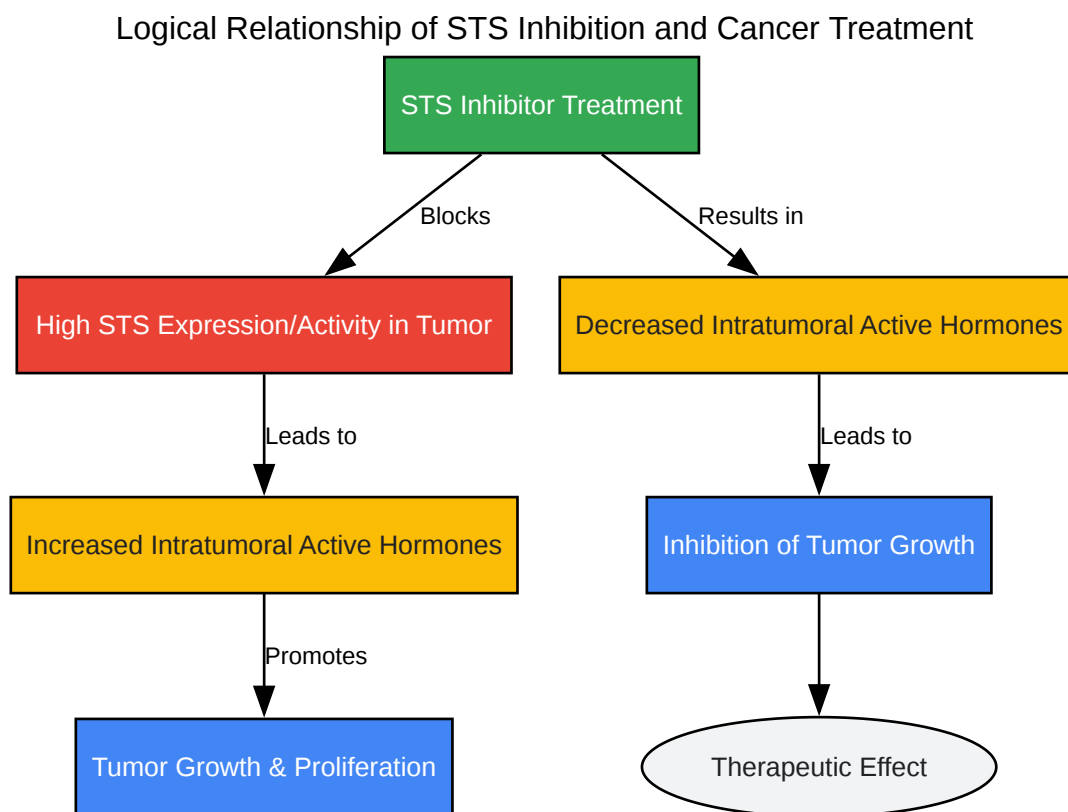 Logical Relationship of STS Inhibition and Cancer Treatment
STS Inhibitor Treatment
Blocks
Results in
High STS Expression/Activity in Tumor
Decreased Intratumoral Active Hormones
Leads to
Leads to
Increased Intratumoral Active Hormones
Inhibition of Tumor Growth
Promotes
Tumor Growth & Proliferation
Therapeutic Effect